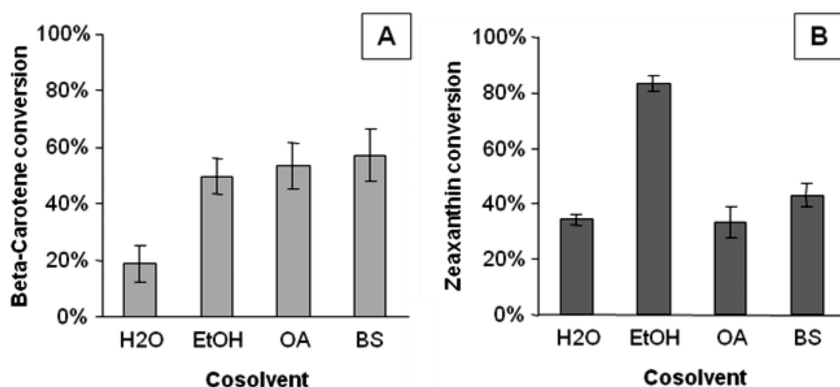 A
Beta-Carotene conversion
100%
80%
60%
40%
20%
0%
H2O EtOH OA BS
Cosolvent
B
Zeaxanthin conversion
100%
80%
60%
40%
20%
0%
H2O EtOH OA BS
Cosolvent